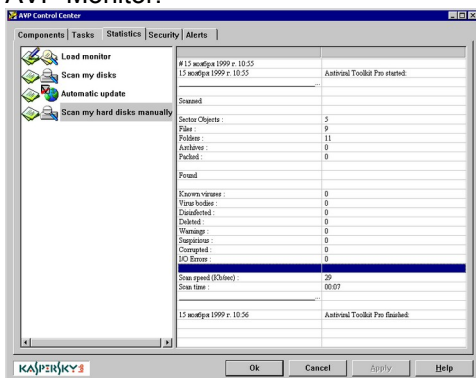 AVP Monitor.
AVP Control Center
Components Tasks Statistics Security Alerts
Load monitor
Scan my disks
Automatic update
Scan my hard disks manually
# 15 ноября 1999 г. 10:55
15 ноября 1999 г. 10:55 Antiviral Toolkit Pro started:
Scanned
Sector Objects : 5
Files : 9
Folders : 11
Archives : 0
Packed : 0
Found
Known viruses : 0
Virus bodies : 0
Disinfected : 0
Deleted : 0
Warnings : 0
Suspicious : 0
Corrupted : 0
I/O Errors : 0
Scan speed (Kb/sec) : 29
Scan time : 00:07
15 ноября 1999 г. 10:56 Antiviral Toolkit Pro finished:
KASPERSKY
Ok Cancel Apply Help